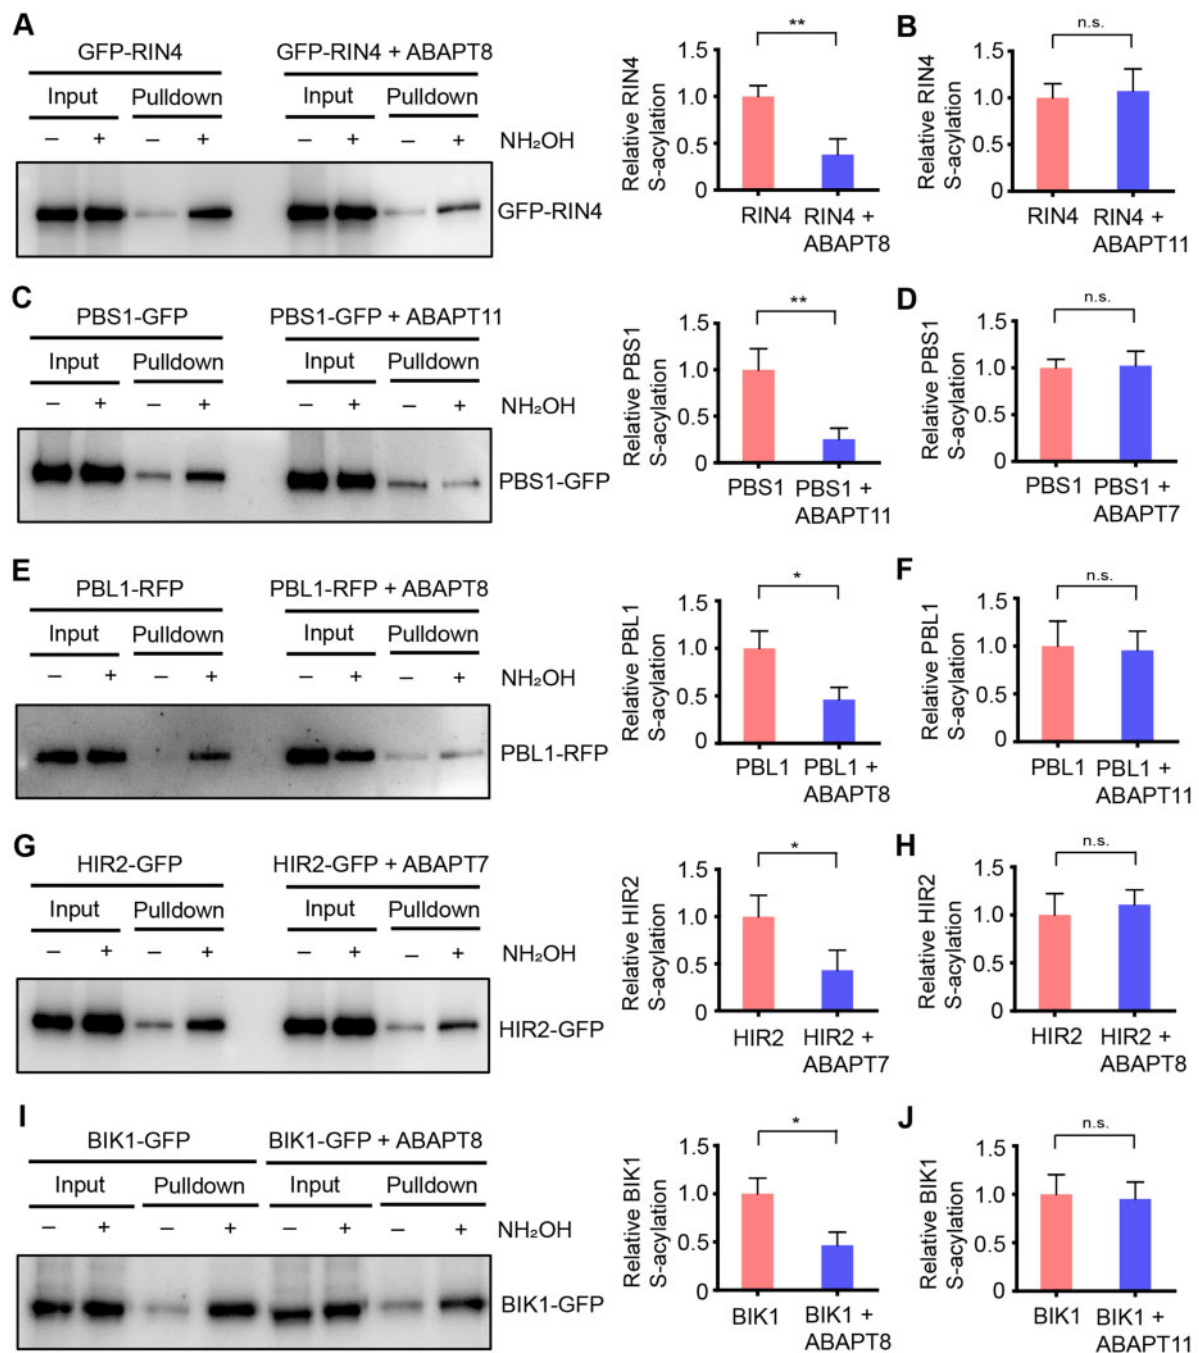 A
GFP-RIN4
GFP-RIN4 + ABAPT8
Input
Pulldown
Input
Pulldown
– + – + – + – + NH₂OH
GFP-RIN4
Relative RIN4
S-acylation
1.5
1.0
0.5
0
**
RIN4
RIN4 +
ABAPT8
B
Relative RIN4
S-acylation
1.5
1.0
0.5
0
n.s.
RIN4
RIN4 +
ABAPT11
C
PBS1-GFP
PBS1-GFP + ABAPT11
Input
Pulldown
Input
Pulldown
– + – + – + – + NH₂OH
PBS1-GFP
Relative PBS1
S-acylation
1.5
1.0
0.5
0
**
PBS1
PBS1 +
ABAPT11
D
Relative PBS1
S-acylation
1.5
1.0
0.5
0
n.s.
PBS1
PBS1 +
ABAPT7
E
PBL1-RFP
PBL1-RFP + ABAPT8
Input
Pulldown
Input
Pulldown
– + – + – + – + NH₂OH
PBL1-RFP
Relative PBL1
S-acylation
1.5
1.0
0.5
0
*
PBL1
PBL1 +
ABAPT8
F
Relative PBL1
S-acylation
1.5
1.0
0.5
0
n.s.
PBL1
PBL1 +
ABAPT11
G
HIR2-GFP
HIR2-GFP + ABAPT7
Input
Pulldown
Input
Pulldown
– + – + – + – + NH₂OH
HIR2-GFP
Relative HIR2
S-acylation
1.5
1.0
0.5
0
*
HIR2
HIR2 +
ABAPT7
H
Relative HIR2
S-acylation
1.5
1.0
0.5
0
n.s.
HIR2
HIR2 +
ABAPT8
I
BIK1-GFP
BIK1-GFP + ABAPT8
Input
Pulldown
Input
Pulldown
– + – + – + – + NH₂OH
BIK1-GFP
Relative BIK1
S-acylation
1.5
1.0
0.5
0
*
BIK1
BIK1 +
ABAPT8
J
Relative BIK1
S-acylation
1.5
1.0
0.5
0
n.s.
BIK1
BIK1 +
ABAPT11